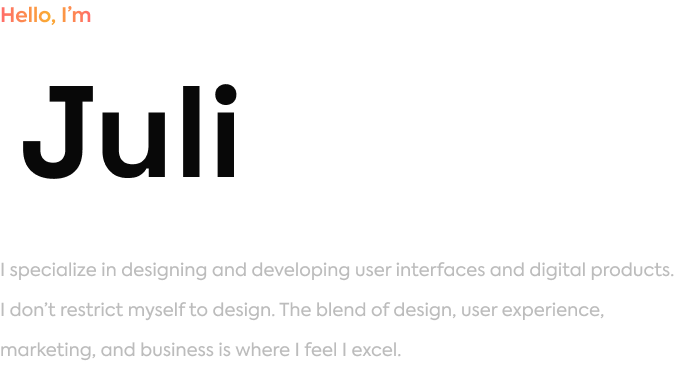 Hello, I’m
Juli
I specialize in designing and developing user interfaces and digital products.
I don’t restrict myself to design. The blend of design, user experience,
marketing, and business is where I feel I excel.